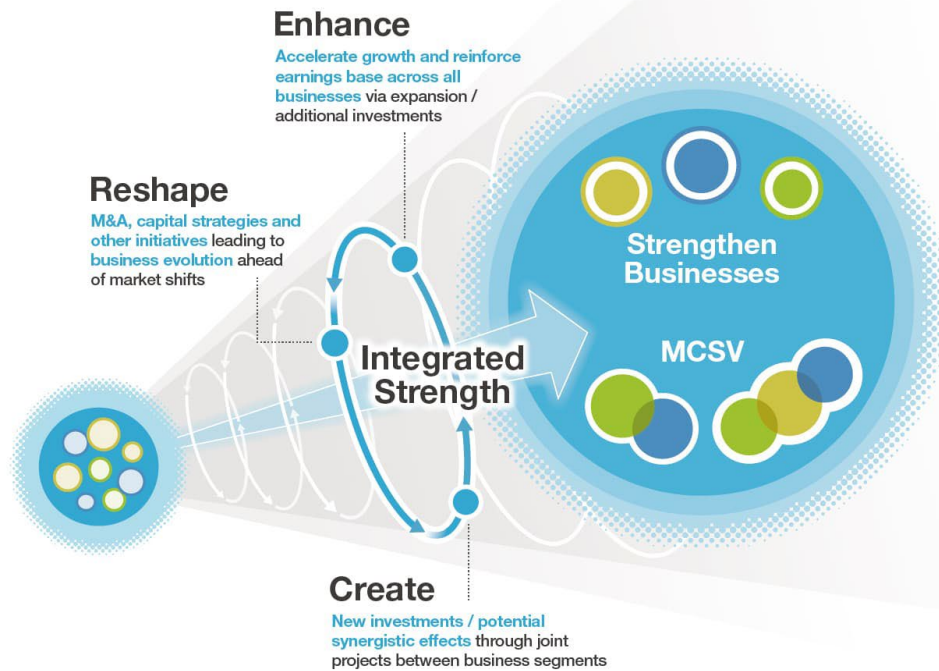 Enhance
Accelerate growth and reinforce
earnings base across all
businesses via expansion /
additional investments
Reshape
M&A, capital strategies and
other initiatives leading to
business evolution ahead
of market shifts
Strengthen
Businesses
MCSV
Integrated
Strength
Create
New investments / potential
synergistic effects through joint
projects between business segments